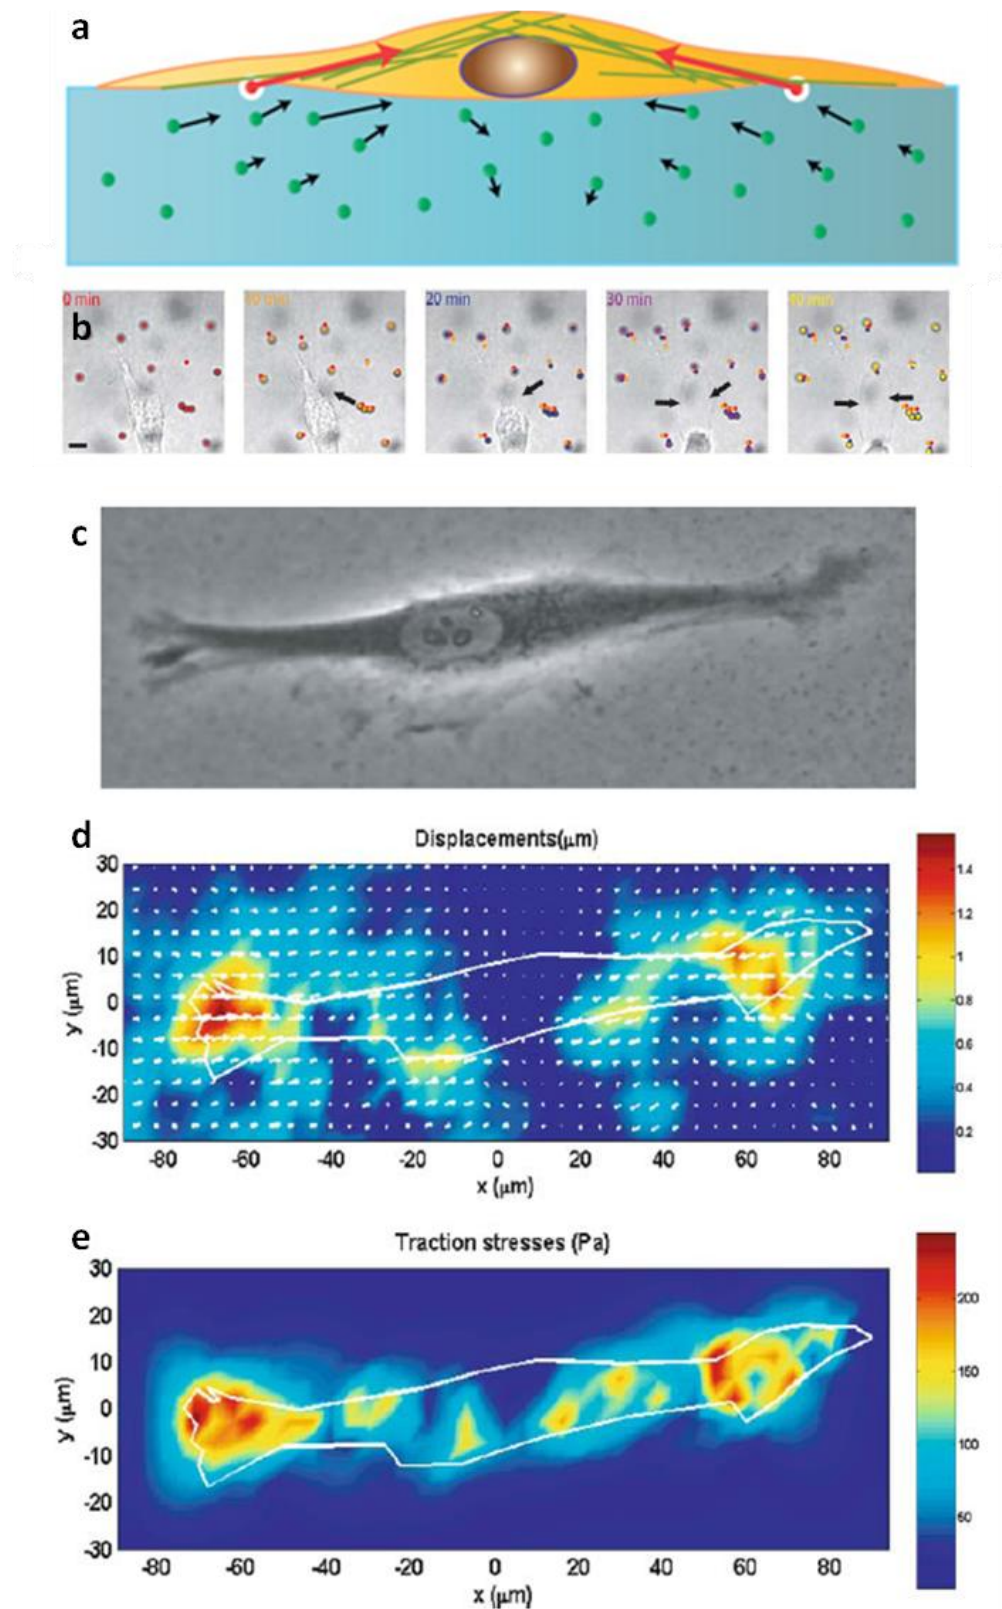 a
0 min
10 min
20 min
30 min
40 min
b
c
d
Displacements(μm)
30
20
10
0
-10
-20
-30
y (μm)
-80
-60
-40
-20
0
20
40
60
80
x (μm)
1.4
1.2
1
0.8
0.6
0.4
0.2
e
Traction stresses (Pa)
30
20
10
0
-10
-20
-30
y (μm)
-80
-60
-40
-20
0
20
40
60
80
x (μm)
200
150
100
50